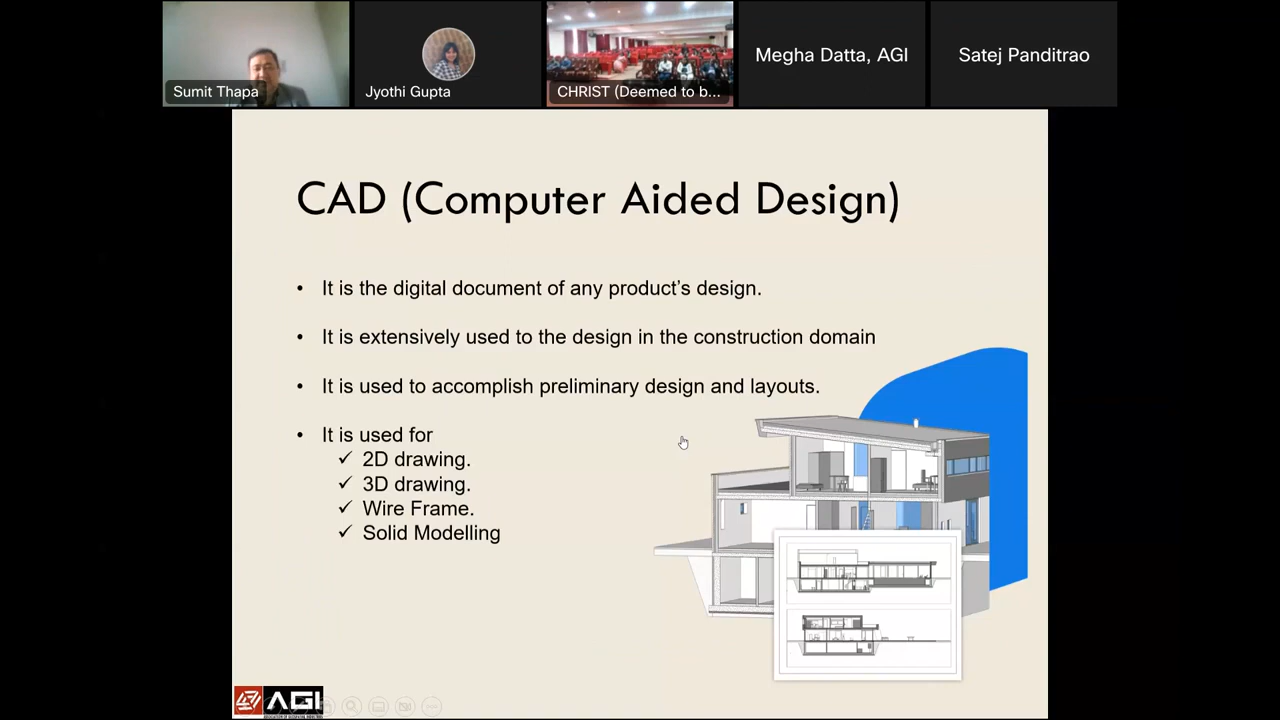 Sumit Thapa
Jyothi Gupta
CHRIST (Deemed to b...
Megha Datta, AGI
Satej Panditrao
CAD (Computer Aided Design)
• It is the digital document of any product’s design.
• It is extensively used to the design in the construction domain
• It is used to accomplish preliminary design and layouts.
• It is used for
✓ 2D drawing.
✓ 3D drawing.
✓ Wire Frame.
✓ Solid Modelling
AGI